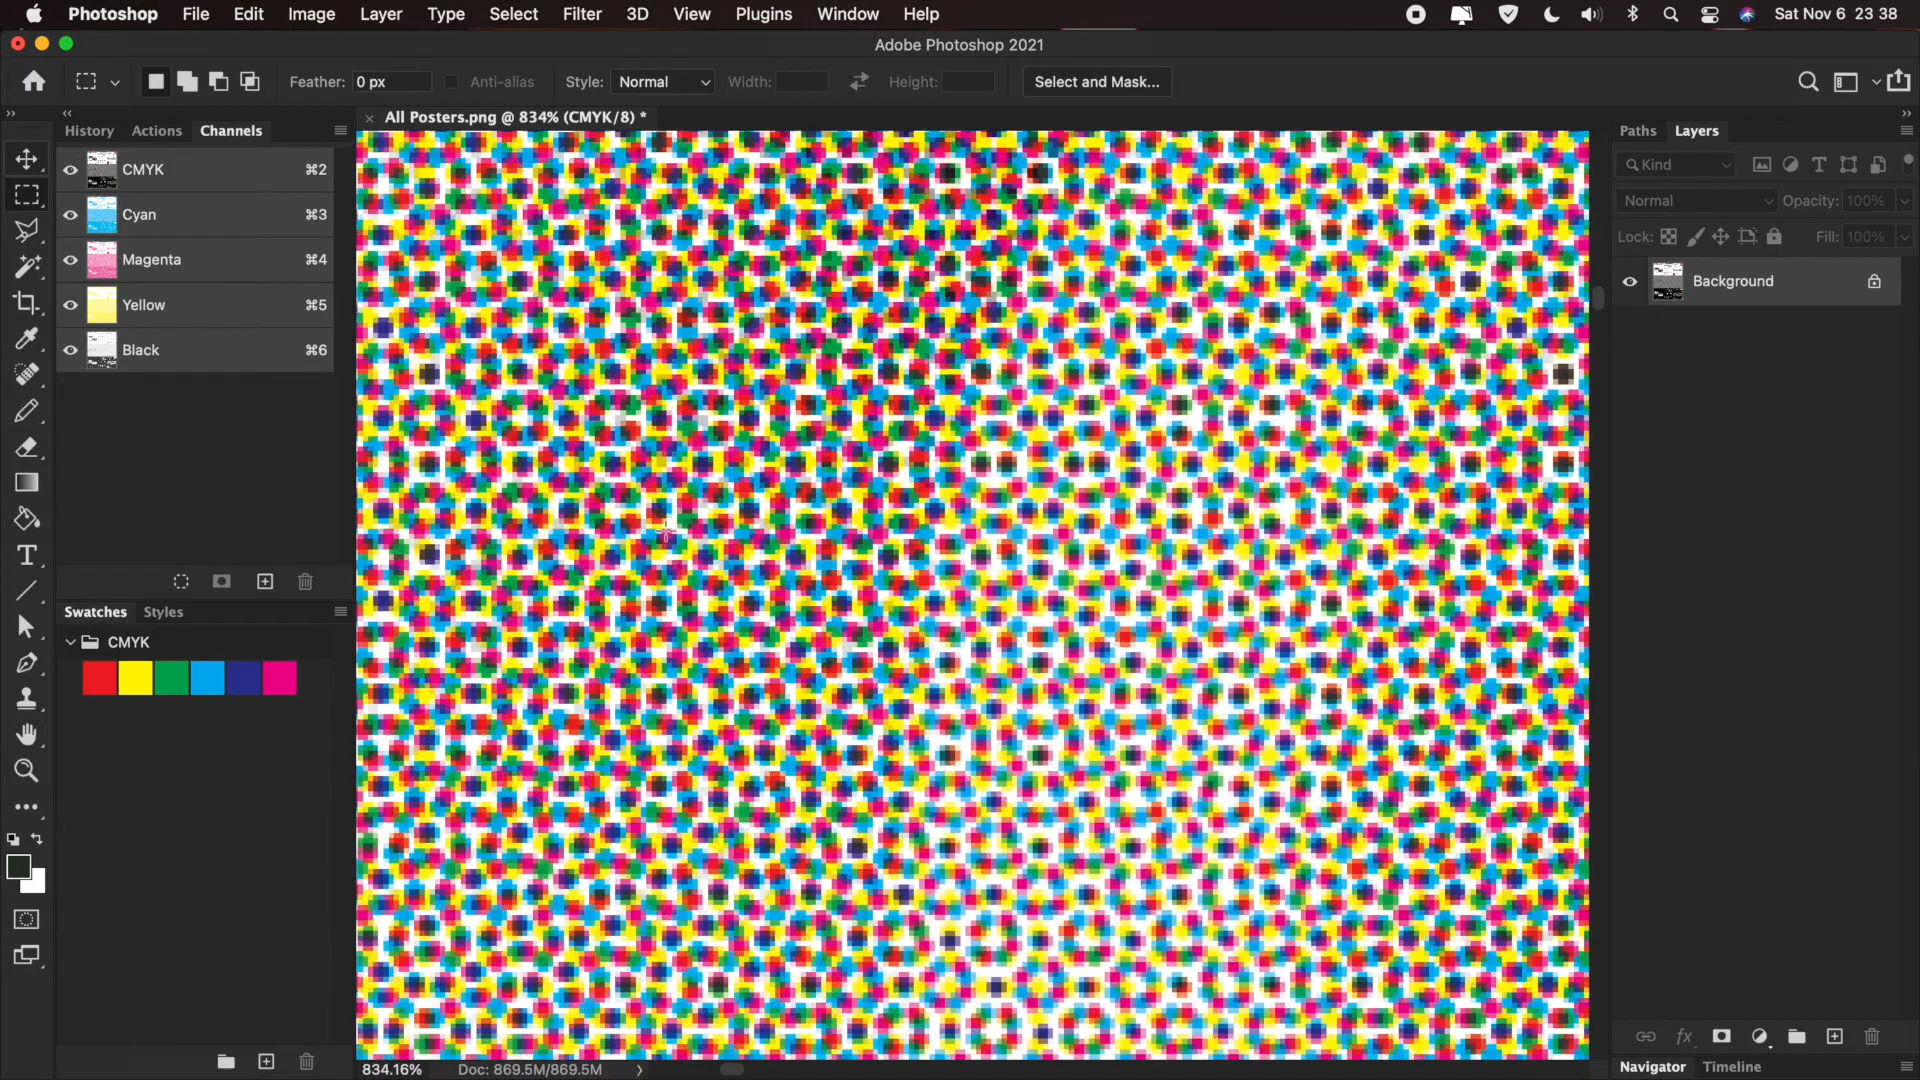 Photoshop File Edit Image Layer Type Select Filter 3D View Plugins Window Help Sat Nov 6 23 38
Adobe Photoshop 2021
Feather: 0 px Anti-alias Style: Normal Width: Height: Select and Mask...
All Posters.png @ 834% (CMYK/8) *
History Actions Channels
Paths Layers
CMYK ⌘2
Kind
Normal Opacity: 100%
Cyan ⌘3
Lock: Fill: 100%
Magenta ⌘4
Background
Yellow ⌘5
Black ⌘6
Swatches Styles
CMYK
834.16% Doc: 869.5M/869.5M
Navigator Timeline